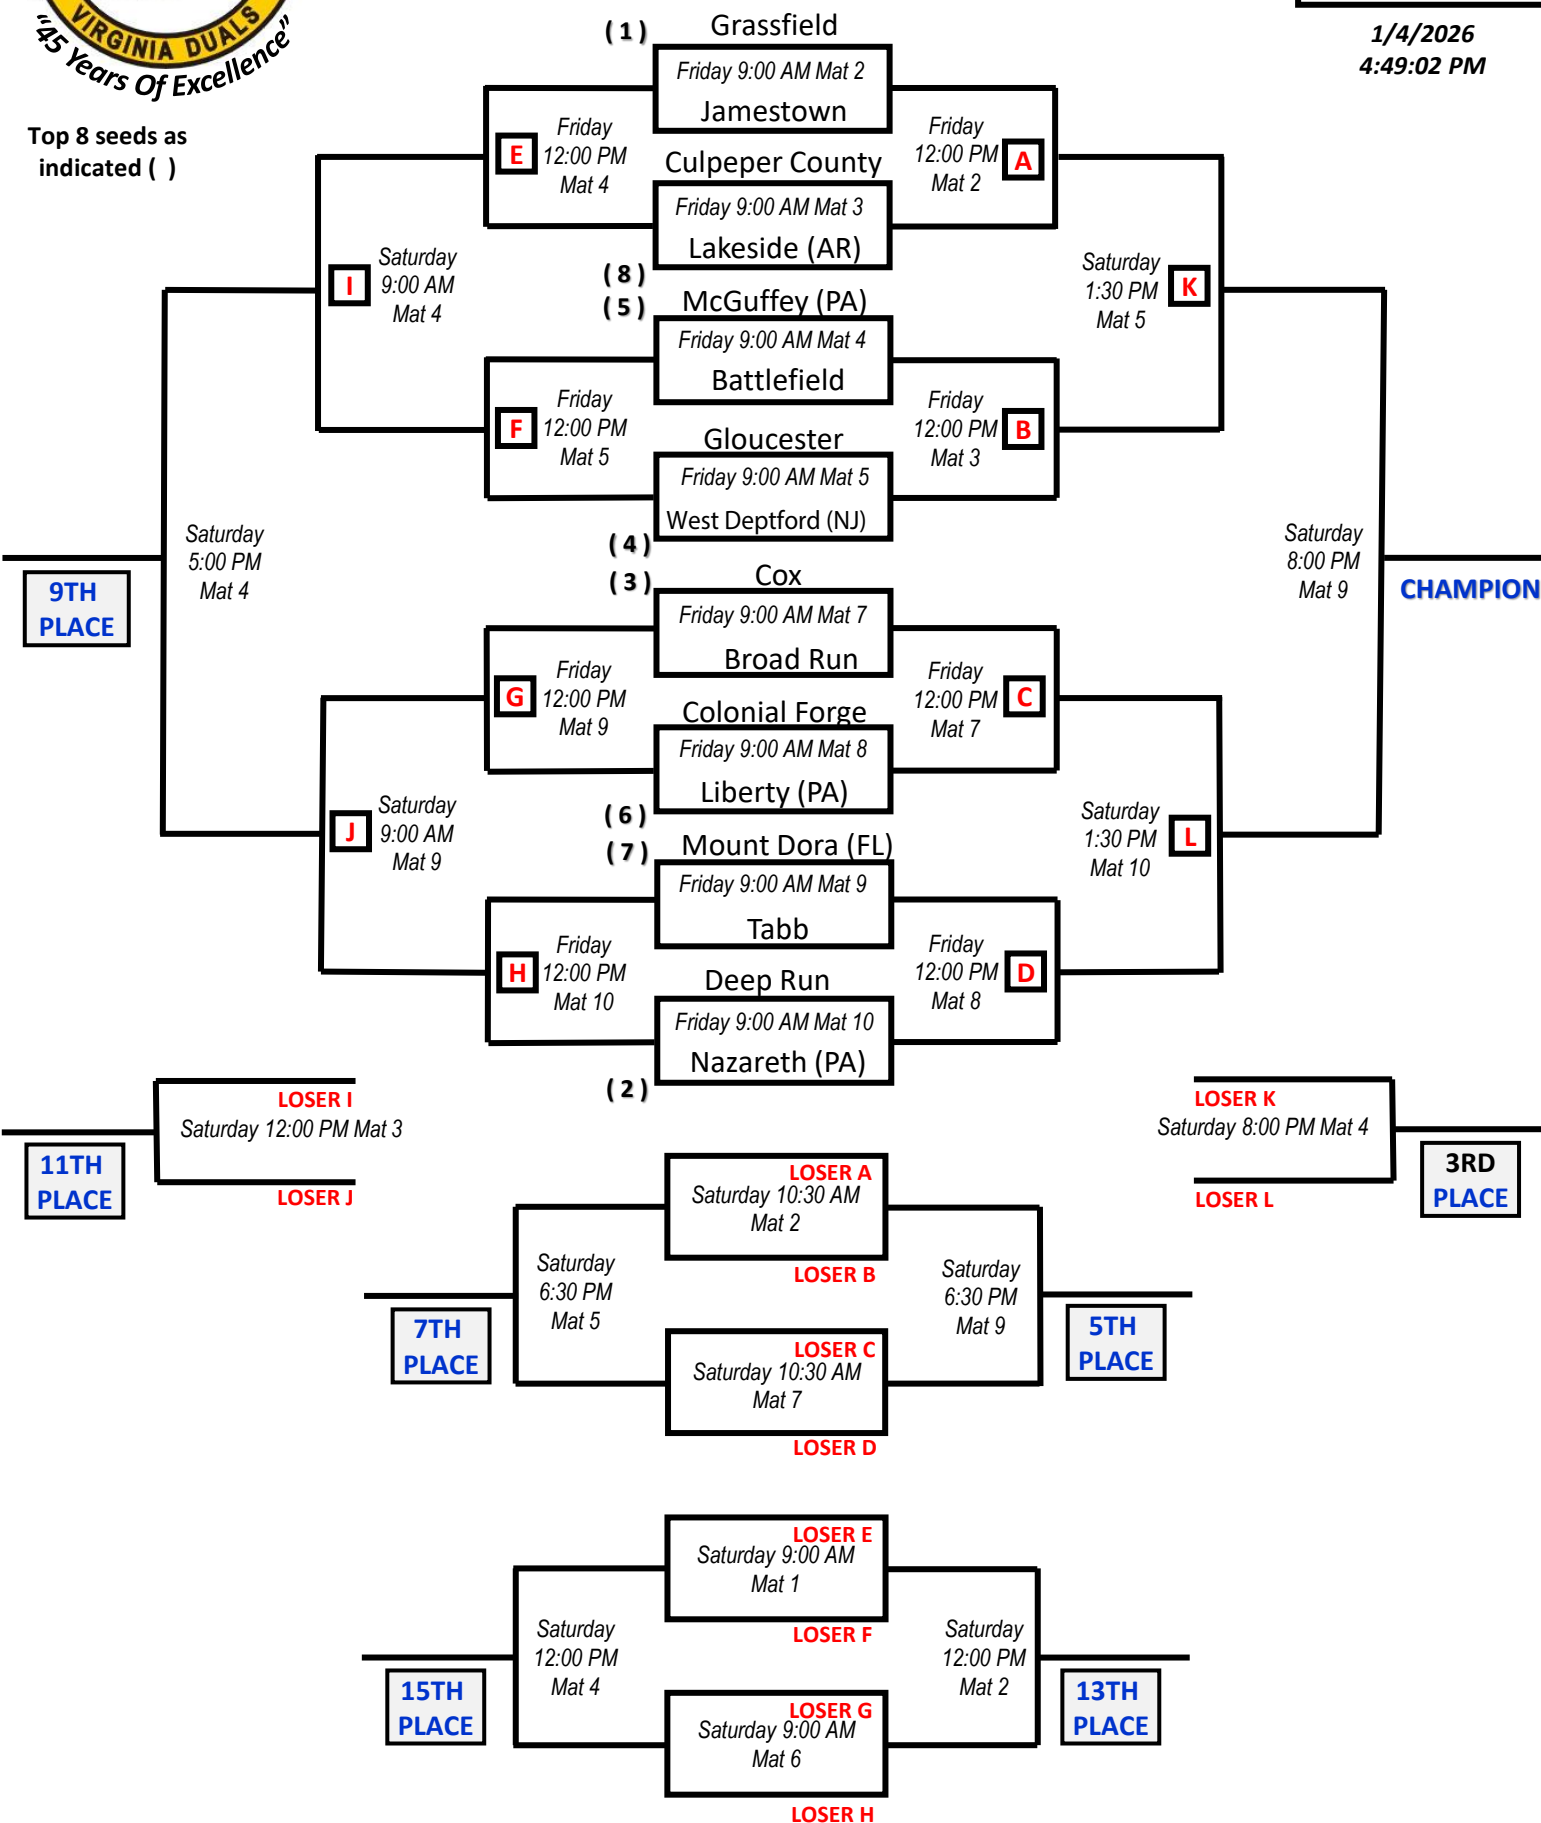 VIRGINIA DUALS
"45 Years Of Excellence"
1/4/2026
4:49:02 PM
Top 8 seeds as
indicated ( )
( 1 )
Grassfield
Friday 9:00 AM Mat 2
Jamestown
E
Friday
12:00 PM
Mat 4
Friday
12:00 PM
Mat 2
A
Culpeper County
Friday 9:00 AM Mat 3
Lakeside (AR)
( 8 )
I
Saturday
9:00 AM
Mat 4
Saturday
1:30 PM
Mat 5
K
( 5 )
McGuffey (PA)
Friday 9:00 AM Mat 4
Battlefield
F
Friday
12:00 PM
Mat 5
Friday
12:00 PM
Mat 3
B
Gloucester
Friday 9:00 AM Mat 5
West Deptford (NJ)
( 4 )
Saturday
5:00 PM
Mat 4
Saturday
8:00 PM
Mat 9
9TH
PLACE
CHAMPION
( 3 )
Cox
Friday 9:00 AM Mat 7
Broad Run
G
Friday
12:00 PM
Mat 9
Friday
12:00 PM
Mat 7
C
Colonial Forge
Friday 9:00 AM Mat 8
Liberty (PA)
( 6 )
J
Saturday
9:00 AM
Mat 9
Saturday
1:30 PM
Mat 10
L
( 7 )
Mount Dora (FL)
Friday 9:00 AM Mat 9
Tabb
H
Friday
12:00 PM
Mat 10
Friday
12:00 PM
Mat 8
D
Deep Run
Friday 9:00 AM Mat 10
Nazareth (PA)
( 2 )
LOSER I
Saturday 12:00 PM Mat 3
LOSER J
11TH
PLACE
LOSER K
Saturday 8:00 PM Mat 4
LOSER L
3RD
PLACE
LOSER A
Saturday 10:30 AM
Mat 2
LOSER B
Saturday
6:30 PM
Mat 5
Saturday
6:30 PM
Mat 9
7TH
PLACE
5TH
PLACE
LOSER C
Saturday 10:30 AM
Mat 7
LOSER D
LOSER E
Saturday 9:00 AM
Mat 1
LOSER F
Saturday
12:00 PM
Mat 4
Saturday
12:00 PM
Mat 2
15TH
PLACE
13TH
PLACE
LOSER G
Saturday 9:00 AM
Mat 6
LOSER H